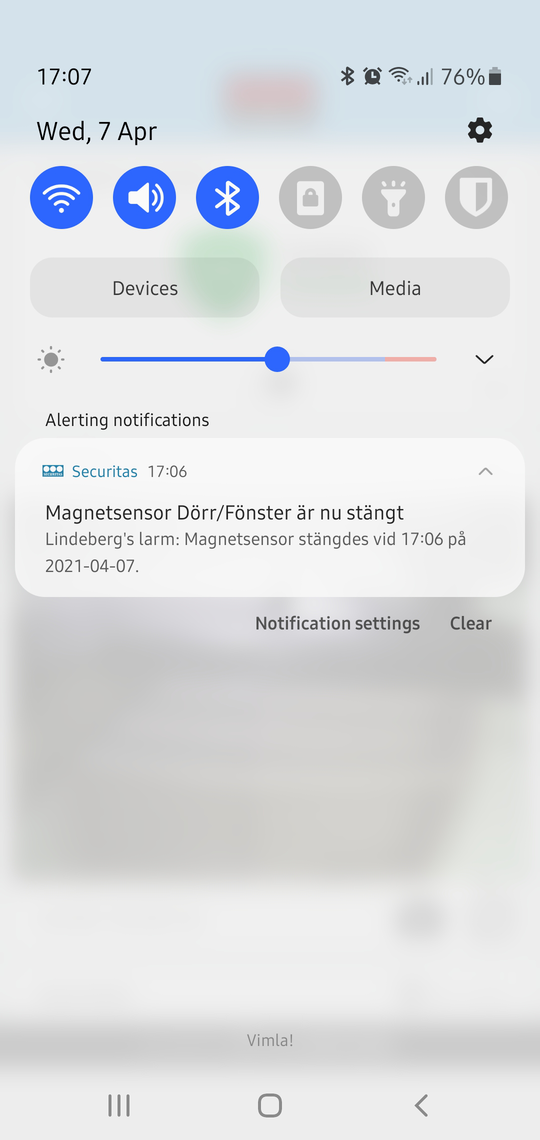 17:07 76%
Wed, 7 Apr
Devices Media
Alerting notifications
Securitas 17:06
Magnetsensor Dörr/Fönster är nu stängt
Lindeberg's larm: Magnetsensor stängdes vid 17:06 på
2021-04-07.
Notification settings Clear
Vimla!